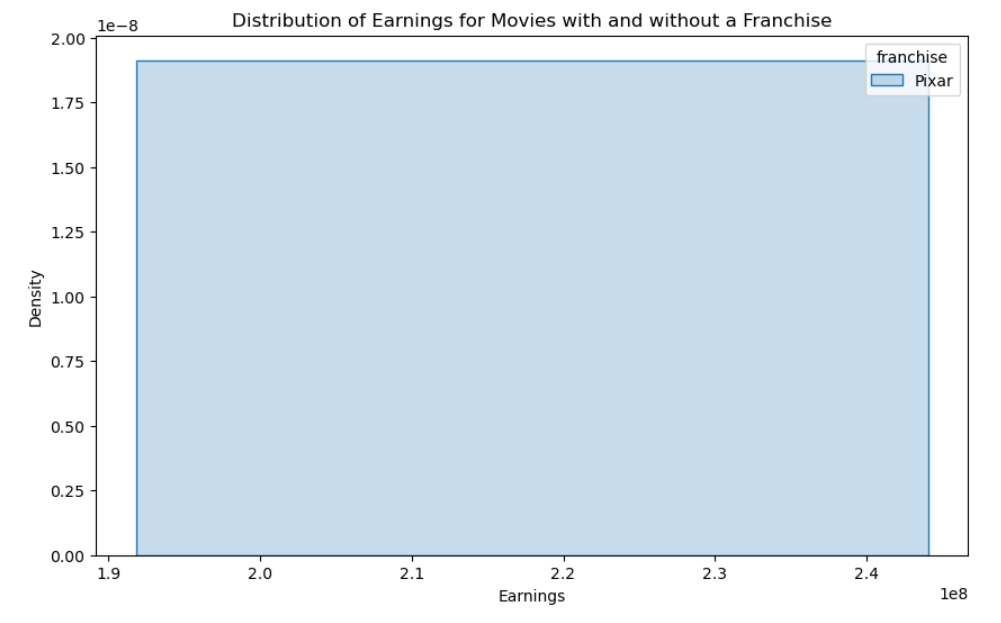 Distribution of Earnings for Movies with and without a Franchise
1e−8
2.00
1.75
1.50
1.25
1.00
0.75
0.50
0.25
0.00
Density
franchise
Pixar
1.9 2.0 2.1 2.2 2.3 2.4
1e8
Earnings